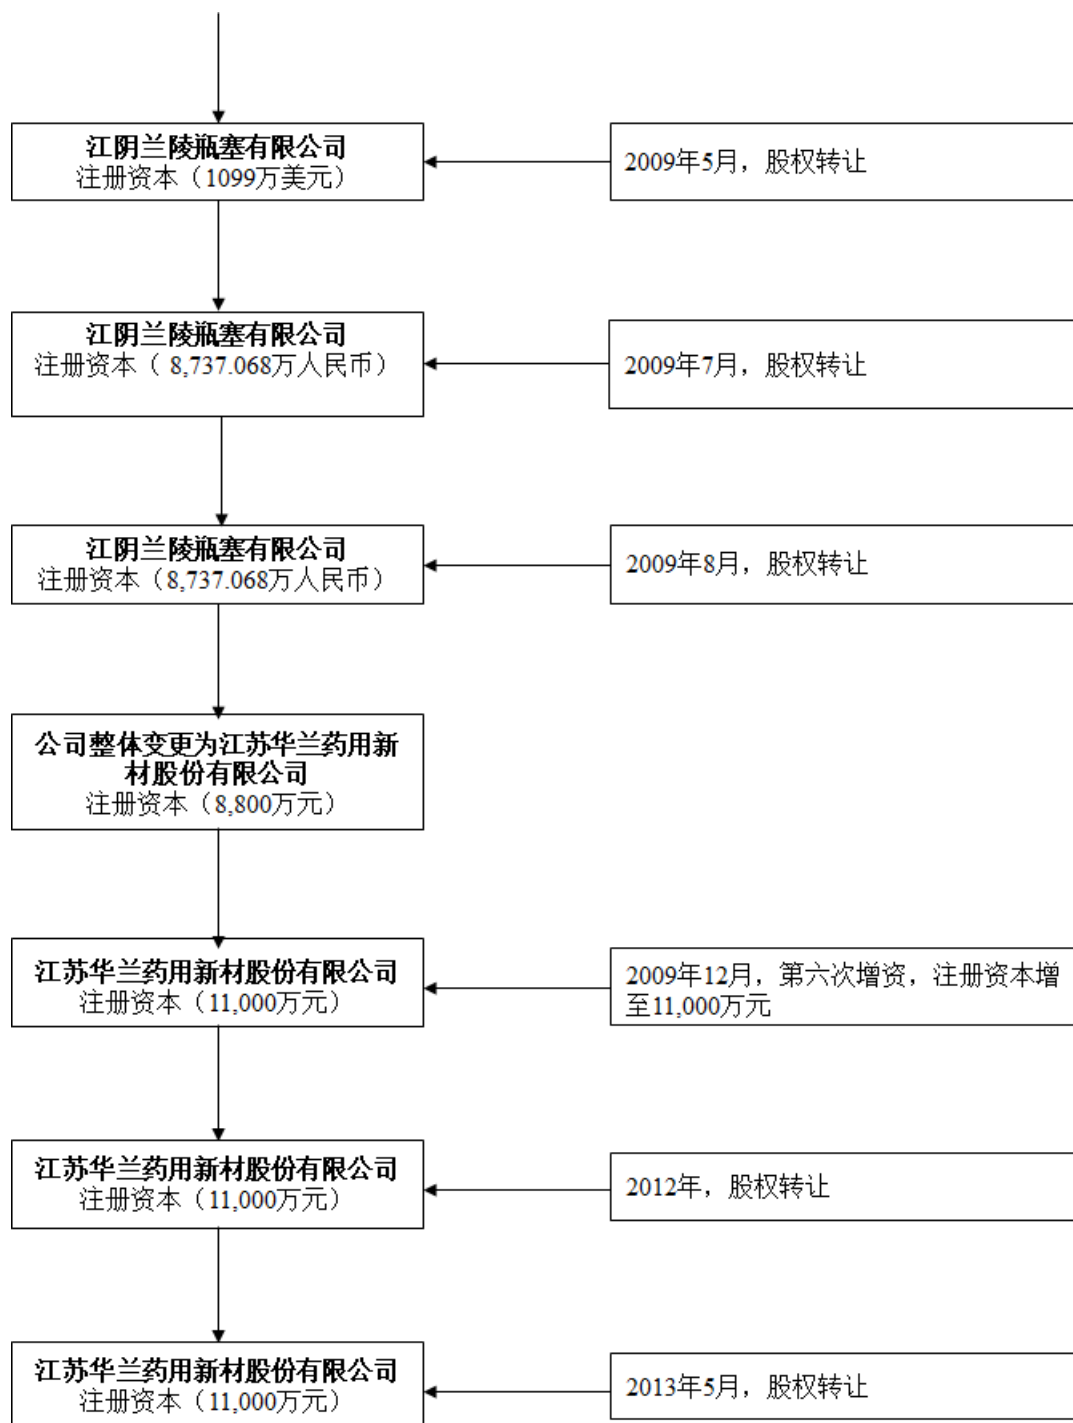 江阴兰陵瓶塞有限公司
注册资本（1099万美元）
2009年5月，股权转让
江阴兰陵瓶塞有限公司
注册资本（ 8,737.068万人民币）
2009年7月，股权转让
江阴兰陵瓶塞有限公司
注册资本（8,737.068万人民币）
2009年8月，股权转让
公司整体变更为江苏华兰药用新
材股份有限公司
注册资本（8,800万元）
江苏华兰药用新材股份有限公司
注册资本（11,000万元）
2009年12月，第六次增资，注册资本增
至11,000万元
江苏华兰药用新材股份有限公司
注册资本（11,000万元）
2012年，股权转让
江苏华兰药用新材股份有限公司
注册资本（11,000万元）
2013年5月，股权转让